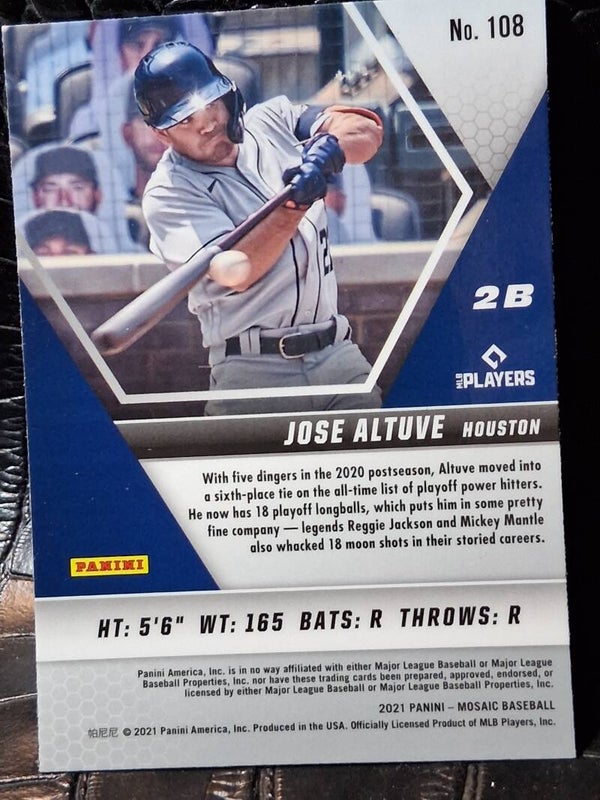 No. 108
2B
MLB PLAYERS
JOSE ALTUVE HOUSTON
With five dingers in the 2020 postseason, Altuve moved into
a sixth-place tie on the all-time list of playoff power hitters.
He now has 18 playoff longballs, which puts him in some pretty
fine company — legends Reggie Jackson and Mickey Mantle
also whacked 18 moon shots in their storied careers.
PANINI
HT: 5'6" WT: 165 BATS: R THROWS: R
Panini America, Inc. is in no way affiliated with either Major League Baseball or Major League
Baseball Properties, Inc. nor have these trading cards been prepared, approved, endorsed, or
licensed by either Major League Baseball or Major League Baseball Properties, Inc.
2021 PANINI – MOSAIC BASEBALL
帕尼尼 © 2021 Panini America, Inc. Produced in the USA. Officially Licensed Product of MLB Players, Inc.